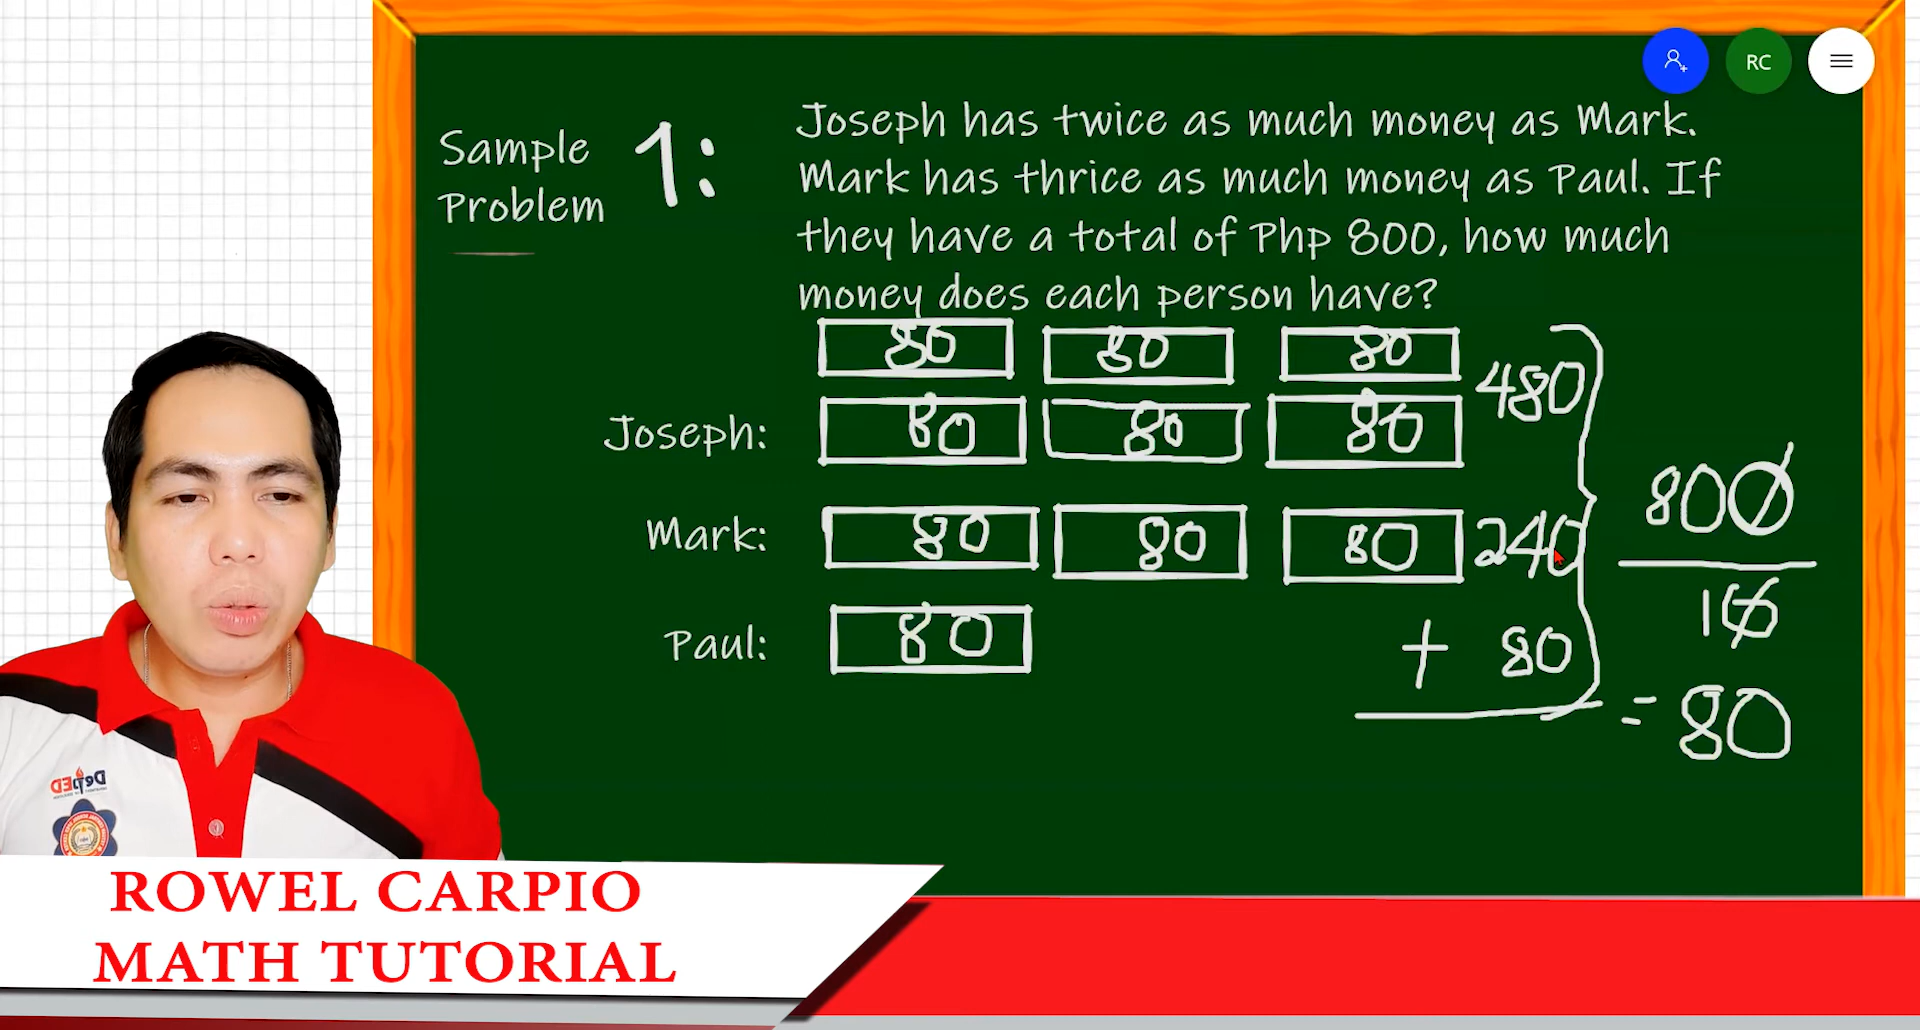 RC
Sample
Problem
1:
Joseph has twice as much money as Mark.
Mark has thrice as much money as Paul. If
they have a total of Php 800, how much
money does each person have?
80 80 80
480
Joseph: 80 80 80
Mark: 80 80 80 240
Paul: 80
+ 80
800
10
= 80
DepED
ROWEL CARPIO
MATH TUTORIAL